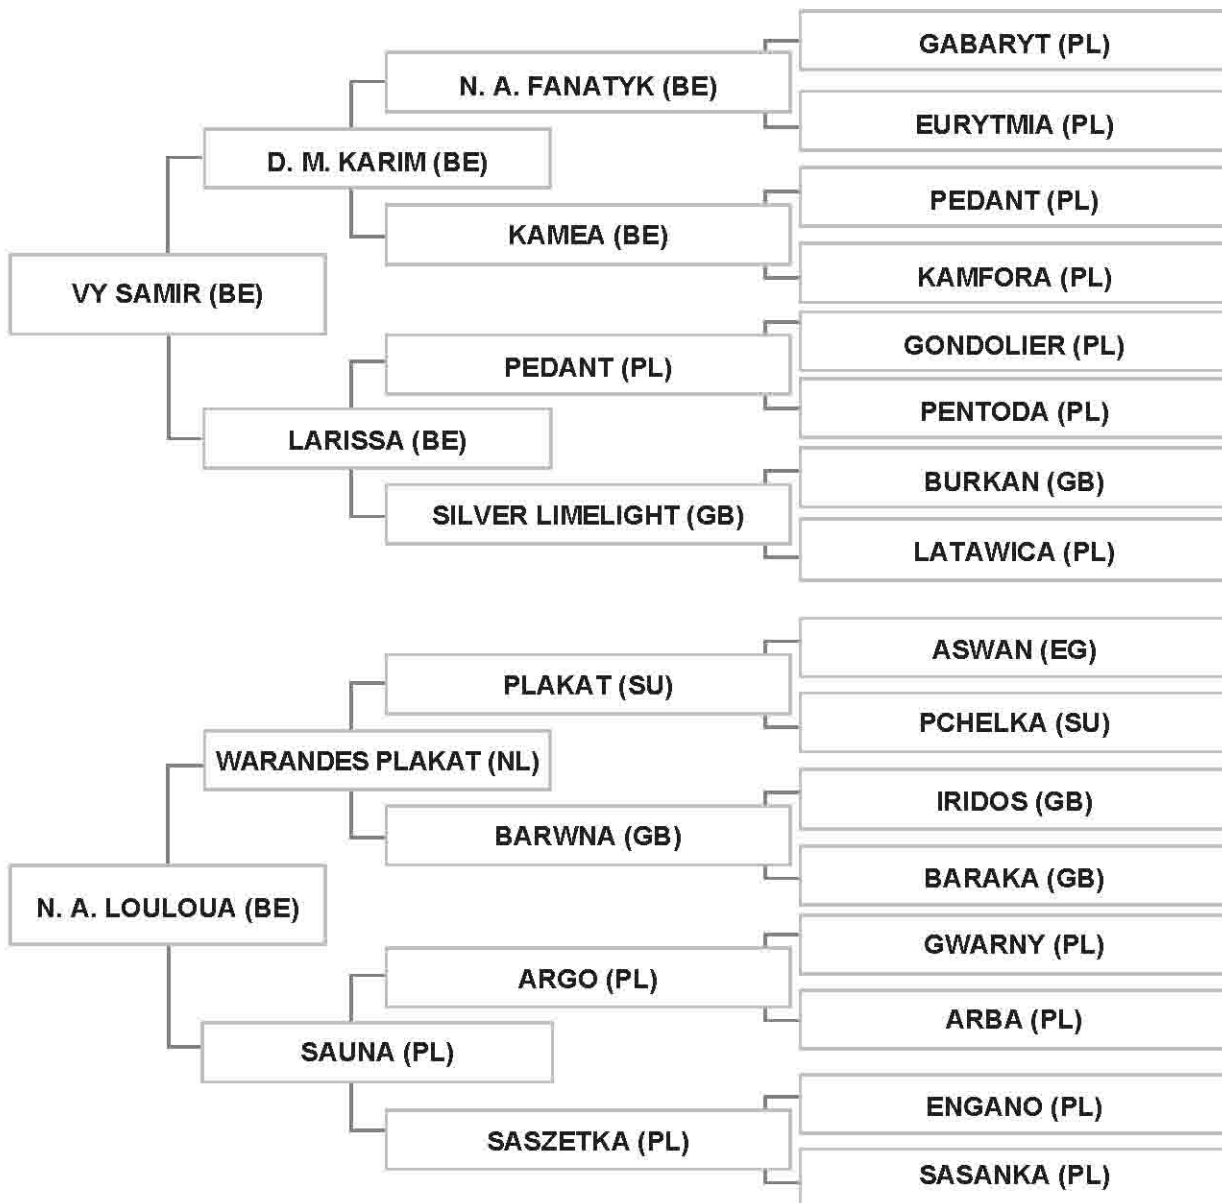 GABARYT (PL)
N. A. FANATYK (BE)
EURYTMIA (PL)
D. M. KARIM (BE)
PEDANT (PL)
KAMEA (BE)
KAMFORA (PL)
VY SAMIR (BE)
GONDOLIER (PL)
PEDANT (PL)
PENTODA (PL)
LARISSA (BE)
BURKAN (GB)
SILVER LIMELIGHT (GB)
LATAWICA (PL)
ASWAN (EG)
PLAKAT (SU)
PCHELKA (SU)
WARANDES PLAKAT (NL)
IRIDOS (GB)
BARWNA (GB)
BARAKA (GB)
N. A. LOULOUA (BE)
GWARNY (PL)
ARGO (PL)
ARBA (PL)
SAUNA (PL)
ENGANO (PL)
SASZETKA (PL)
SASANKA (PL)